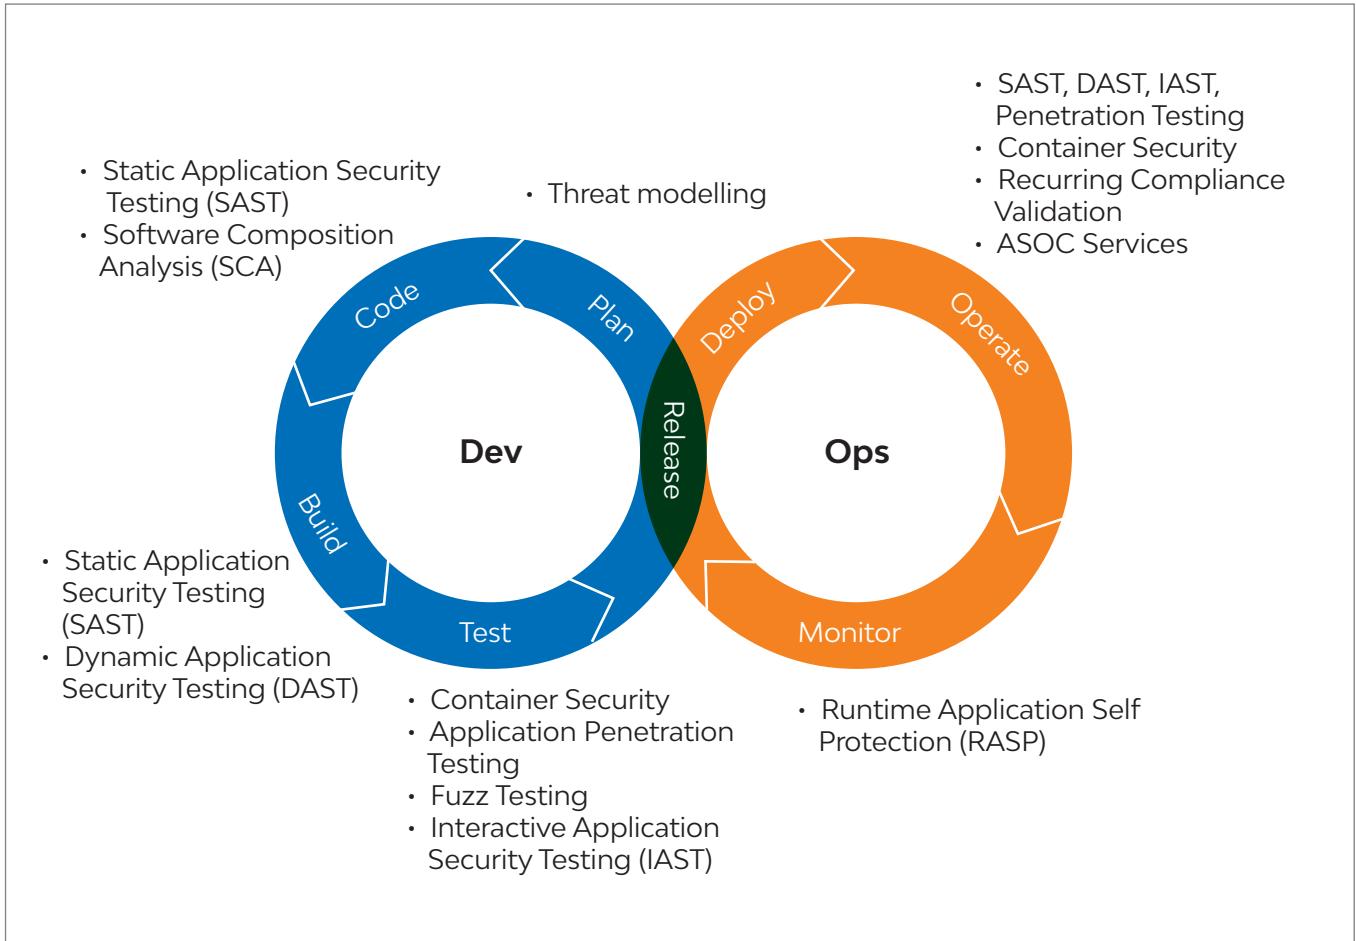 • Static Application Security
Testing (SAST)
• Software Composition
Analysis (SCA)
• Threat modelling
• SAST, DAST, IAST,
Penetration Testing
• Container Security
• Recurring Compliance
Validation
• ASOC Services
Code
Plan
Deploy
Operate
Dev
Release
Ops
Build
Test
Monitor
• Static Application
Security Testing
(SAST)
• Dynamic Application
Security Testing (DAST)
• Container Security
• Application Penetration
Testing
• Fuzz Testing
• Interactive Application
Security Testing (IAST)
• Runtime Application Self
Protection (RASP)